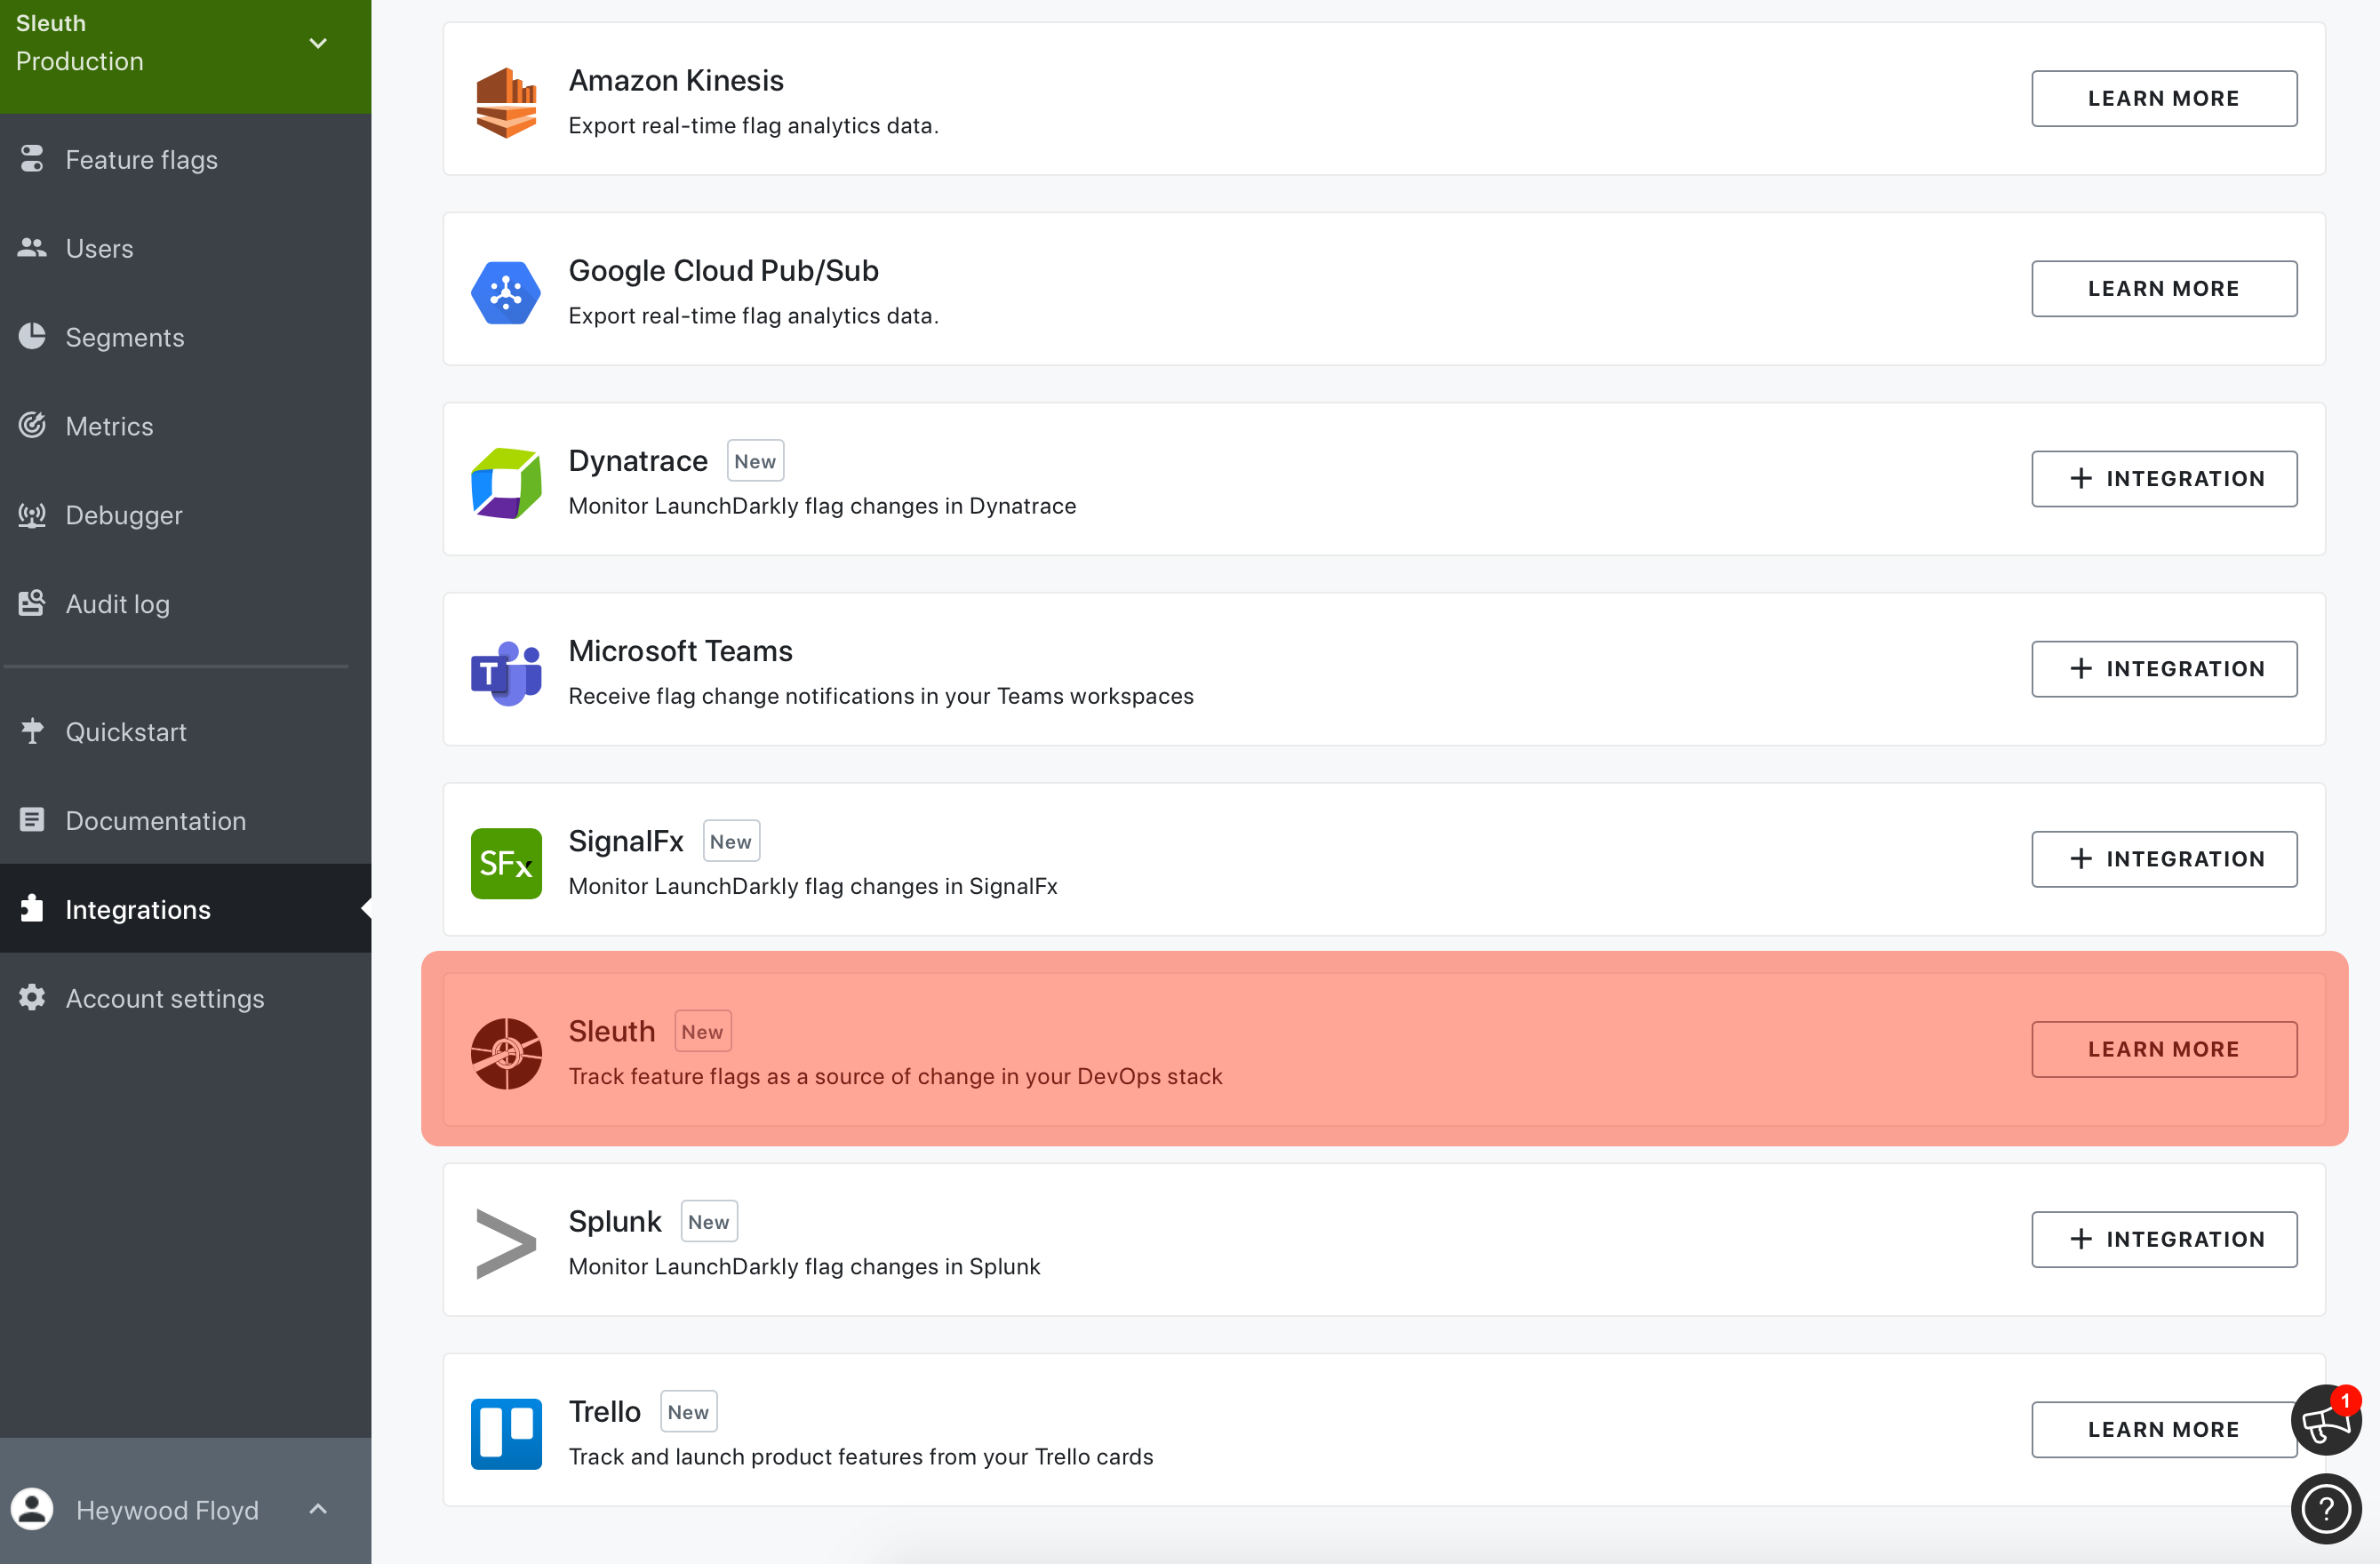 Sleuth
Production
Feature flags
Users
Segments
Metrics
Debugger
Audit log
Quickstart
Documentation
Integrations
Account settings
Heywood Floyd
Amazon Kinesis
Export real-time flag analytics data.
LEARN MORE
Google Cloud Pub/Sub
Export real-time flag analytics data.
LEARN MORE
Dynatrace New
Monitor LaunchDarkly flag changes in Dynatrace
+ INTEGRATION
T
Microsoft Teams
Receive flag change notifications in your Teams workspaces
+ INTEGRATION
SFx
SignalFx New
Monitor LaunchDarkly flag changes in SignalFx
+ INTEGRATION
Sleuth New
Track feature flags as a source of change in your DevOps stack
LEARN MORE
Splunk New
Monitor LaunchDarkly flag changes in Splunk
+ INTEGRATION
Trello New
Track and launch product features from your Trello cards
LEARN MORE
1
?